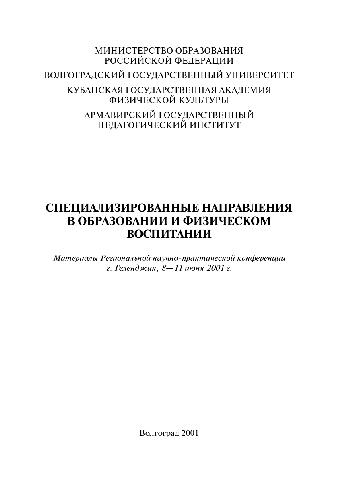 МИНИСТЕРСТВО ОБРАЗОВАНИЯ
РОССИЙСКОЙ ФЕДЕРАЦИИ
ВОЛГОГРАДСКИЙ ГОСУДАРСТВЕННЫЙ УНИВЕРСИТЕТ
КУБАНСКАЯ ГОСУДАРСТВЕННАЯ АКАДЕМИЯ
ФИЗИЧЕСКОЙ КУЛЬТУРЫ
АРМАВИРСКИЙ ГОСУДАРСТВЕННЫЙ
ПЕДАГОГИЧЕСКИЙ ИНСТИТУТ
СПЕЦИАЛИЗИРОВАННЫЕ НАПРАВЛЕНИЯ
В ОБРАЗОВАНИИ И ФИЗИЧЕСКОМ
ВОСПИТАНИИ
Материалы Региональной научно-практической конференции
г. Геленджик, 8—11 июня 2001 г.
Волгоград 2001